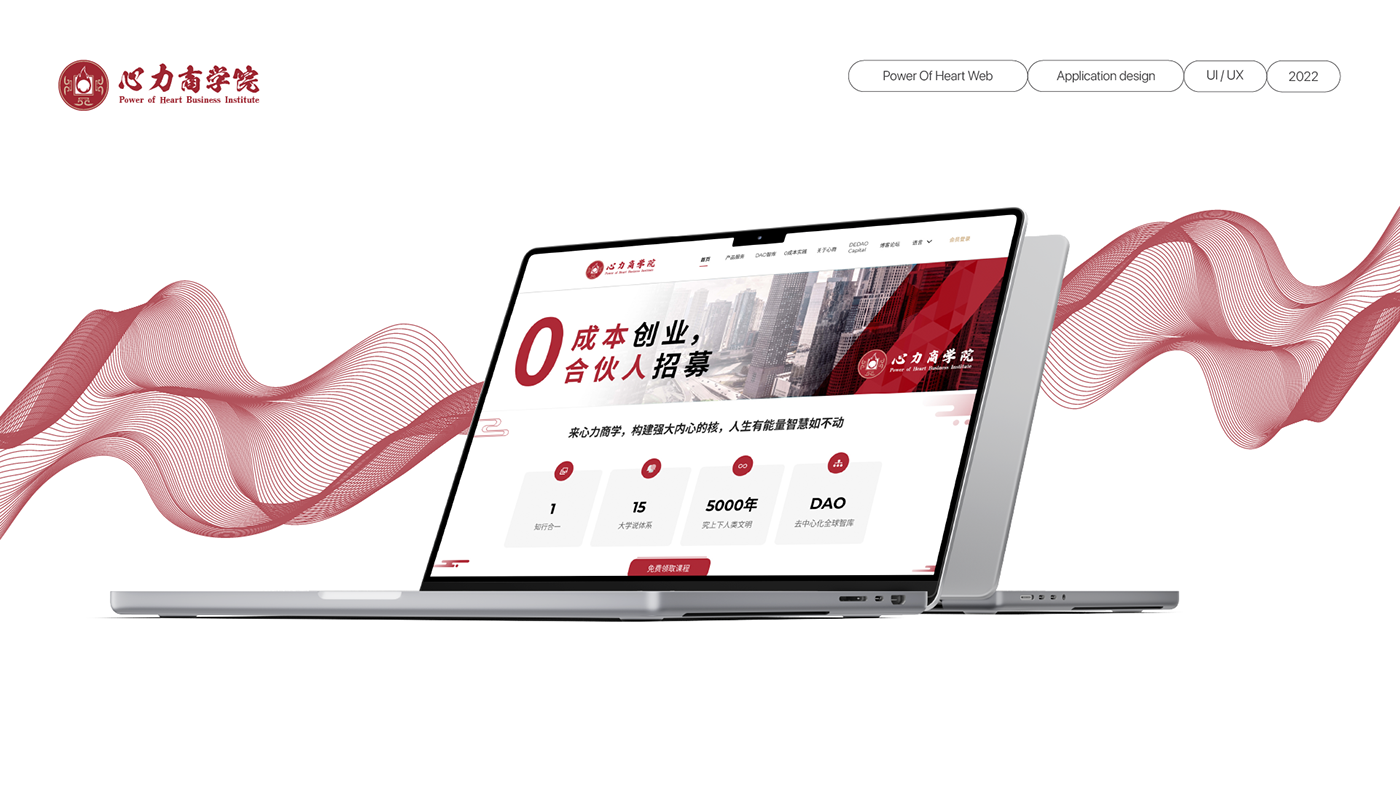 心力商学院
Power of Heart Business Institute
Power Of Heart Web
Application design
UI / UX
2022
心力商学院
Power of Heart Business Institute
首页
产品服务
DAO智库
0成本实践
关于心商
DEDAO
Capital
博客论坛
语言
会员登录
0
成本创业，
合伙人招募
心力商学院
Power of Heart Business Institute
来心力商学，构建强大内心的核，人生有能量智慧如不动
1
知行合一
15
大学说体系
5000年
究上下人类文明
DAO
去中心化全球智库
免费领取课程